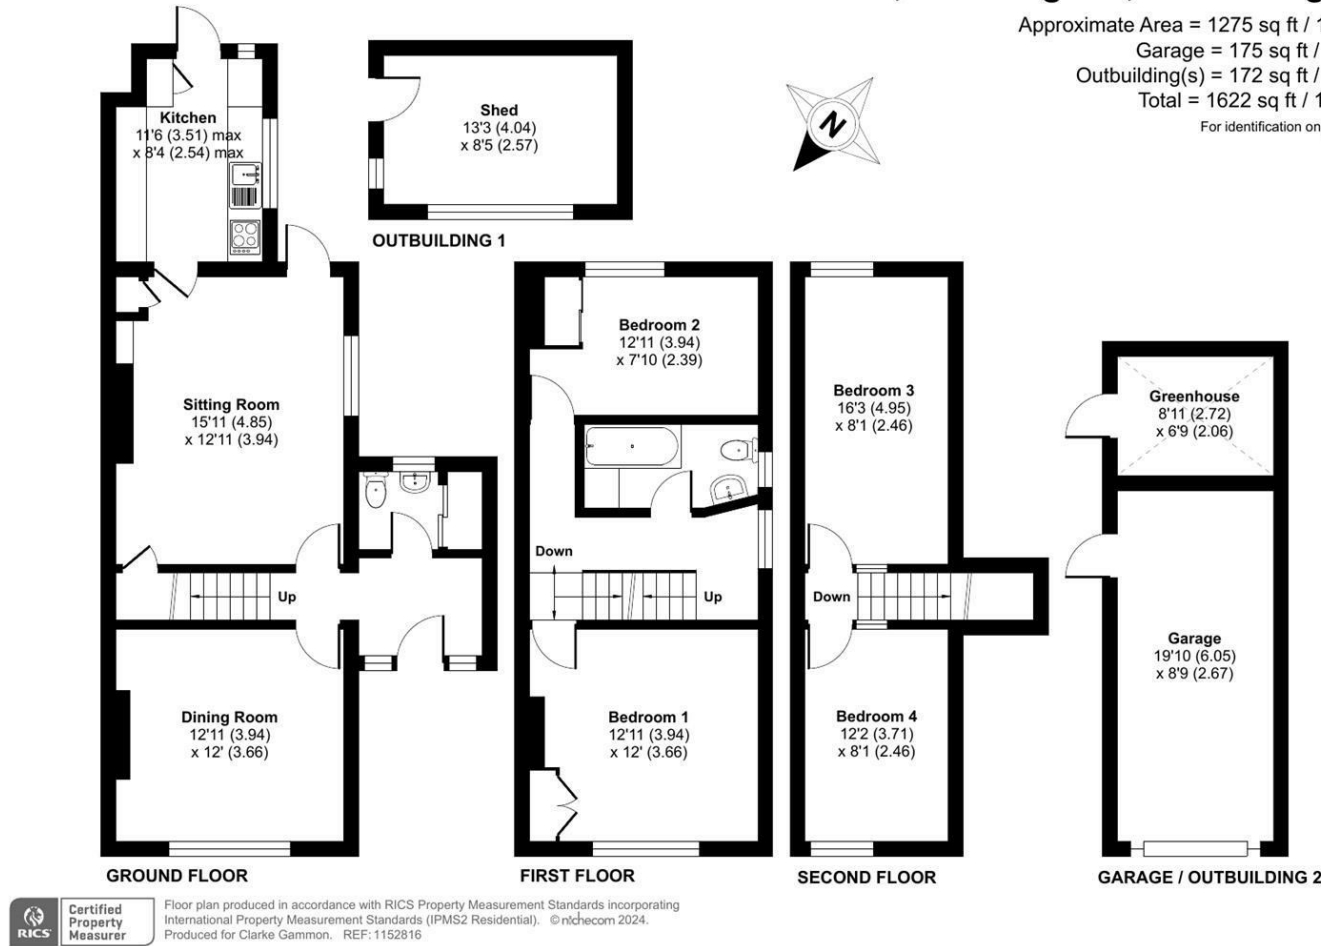 Approximate Area = 1275 sq ft / 1
Garage = 175 sq ft /
Outbuilding(s) = 172 sq ft /
Total = 1622 sq ft / 1
For identification on
N
Kitchen
11'6 (3.51) max
x 8'4 (2.54) max
Shed
13'3 (4.04)
x 8'5 (2.57)
OUTBUILDING 1
Sitting Room
15'11 (4.85)
x 12'11 (3.94)
Up
Dining Room
12'11 (3.94)
x 12' (3.66)
GROUND FLOOR
Bedroom 2
12'11 (3.94)
x 7'10 (2.39)
Down
Up
Bedroom 1
12'11 (3.94)
x 12' (3.66)
FIRST FLOOR
Bedroom 3
16'3 (4.95)
x 8'1 (2.46)
Down
Bedroom 4
12'2 (3.71)
x 8'1 (2.46)
SECOND FLOOR
Greenhouse
8'11 (2.72)
x 6'9 (2.06)
Garage
19'10 (6.05)
x 8'9 (2.67)
GARAGE / OUTBUILDING 2
RICS
Certified
Property
Measurer
Floor plan produced in accordance with RICS Property Measurement Standards incorporating
International Property Measurement Standards (IPMS2 Residential). © nichecom 2024.
Produced for Clarke Gammon. REF: 1152816